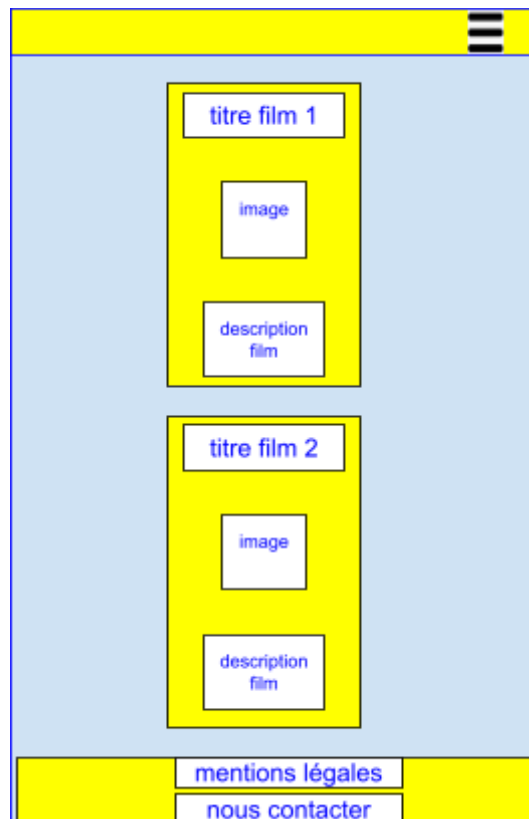 titre film 1
image
description
film
titre film 2
image
description
film
mentions légales
nous contacter